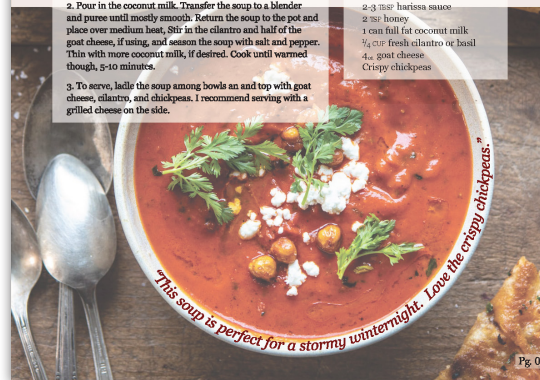 2. Pour in the coconut milk. Transfer the soup to a blender
and puree until mostly smooth. Return the soup to the pot and
place over medium heat, Stir in the cilantro and half of the
goat cheese, if using, and season the soup with salt and pepper.
Thin with more coconut milk, if desired. Cook until warmed
though, 5-10 minutes.
3. To serve, ladle the soup among bowls an and top with goat
cheese, cilantro, and chickpeas. I recommend serving with a
grilled cheese on the side.
2-3 TBSP harissa sauce
2 TSP honey
1 can full fat coconut milk
1/4 CUP fresh cilantro or basil
4oz. goat cheese
Crispy chickpeas
“This soup is perfect for a stormy winternight. Love the crispy chickpeas.”
Pg. 0